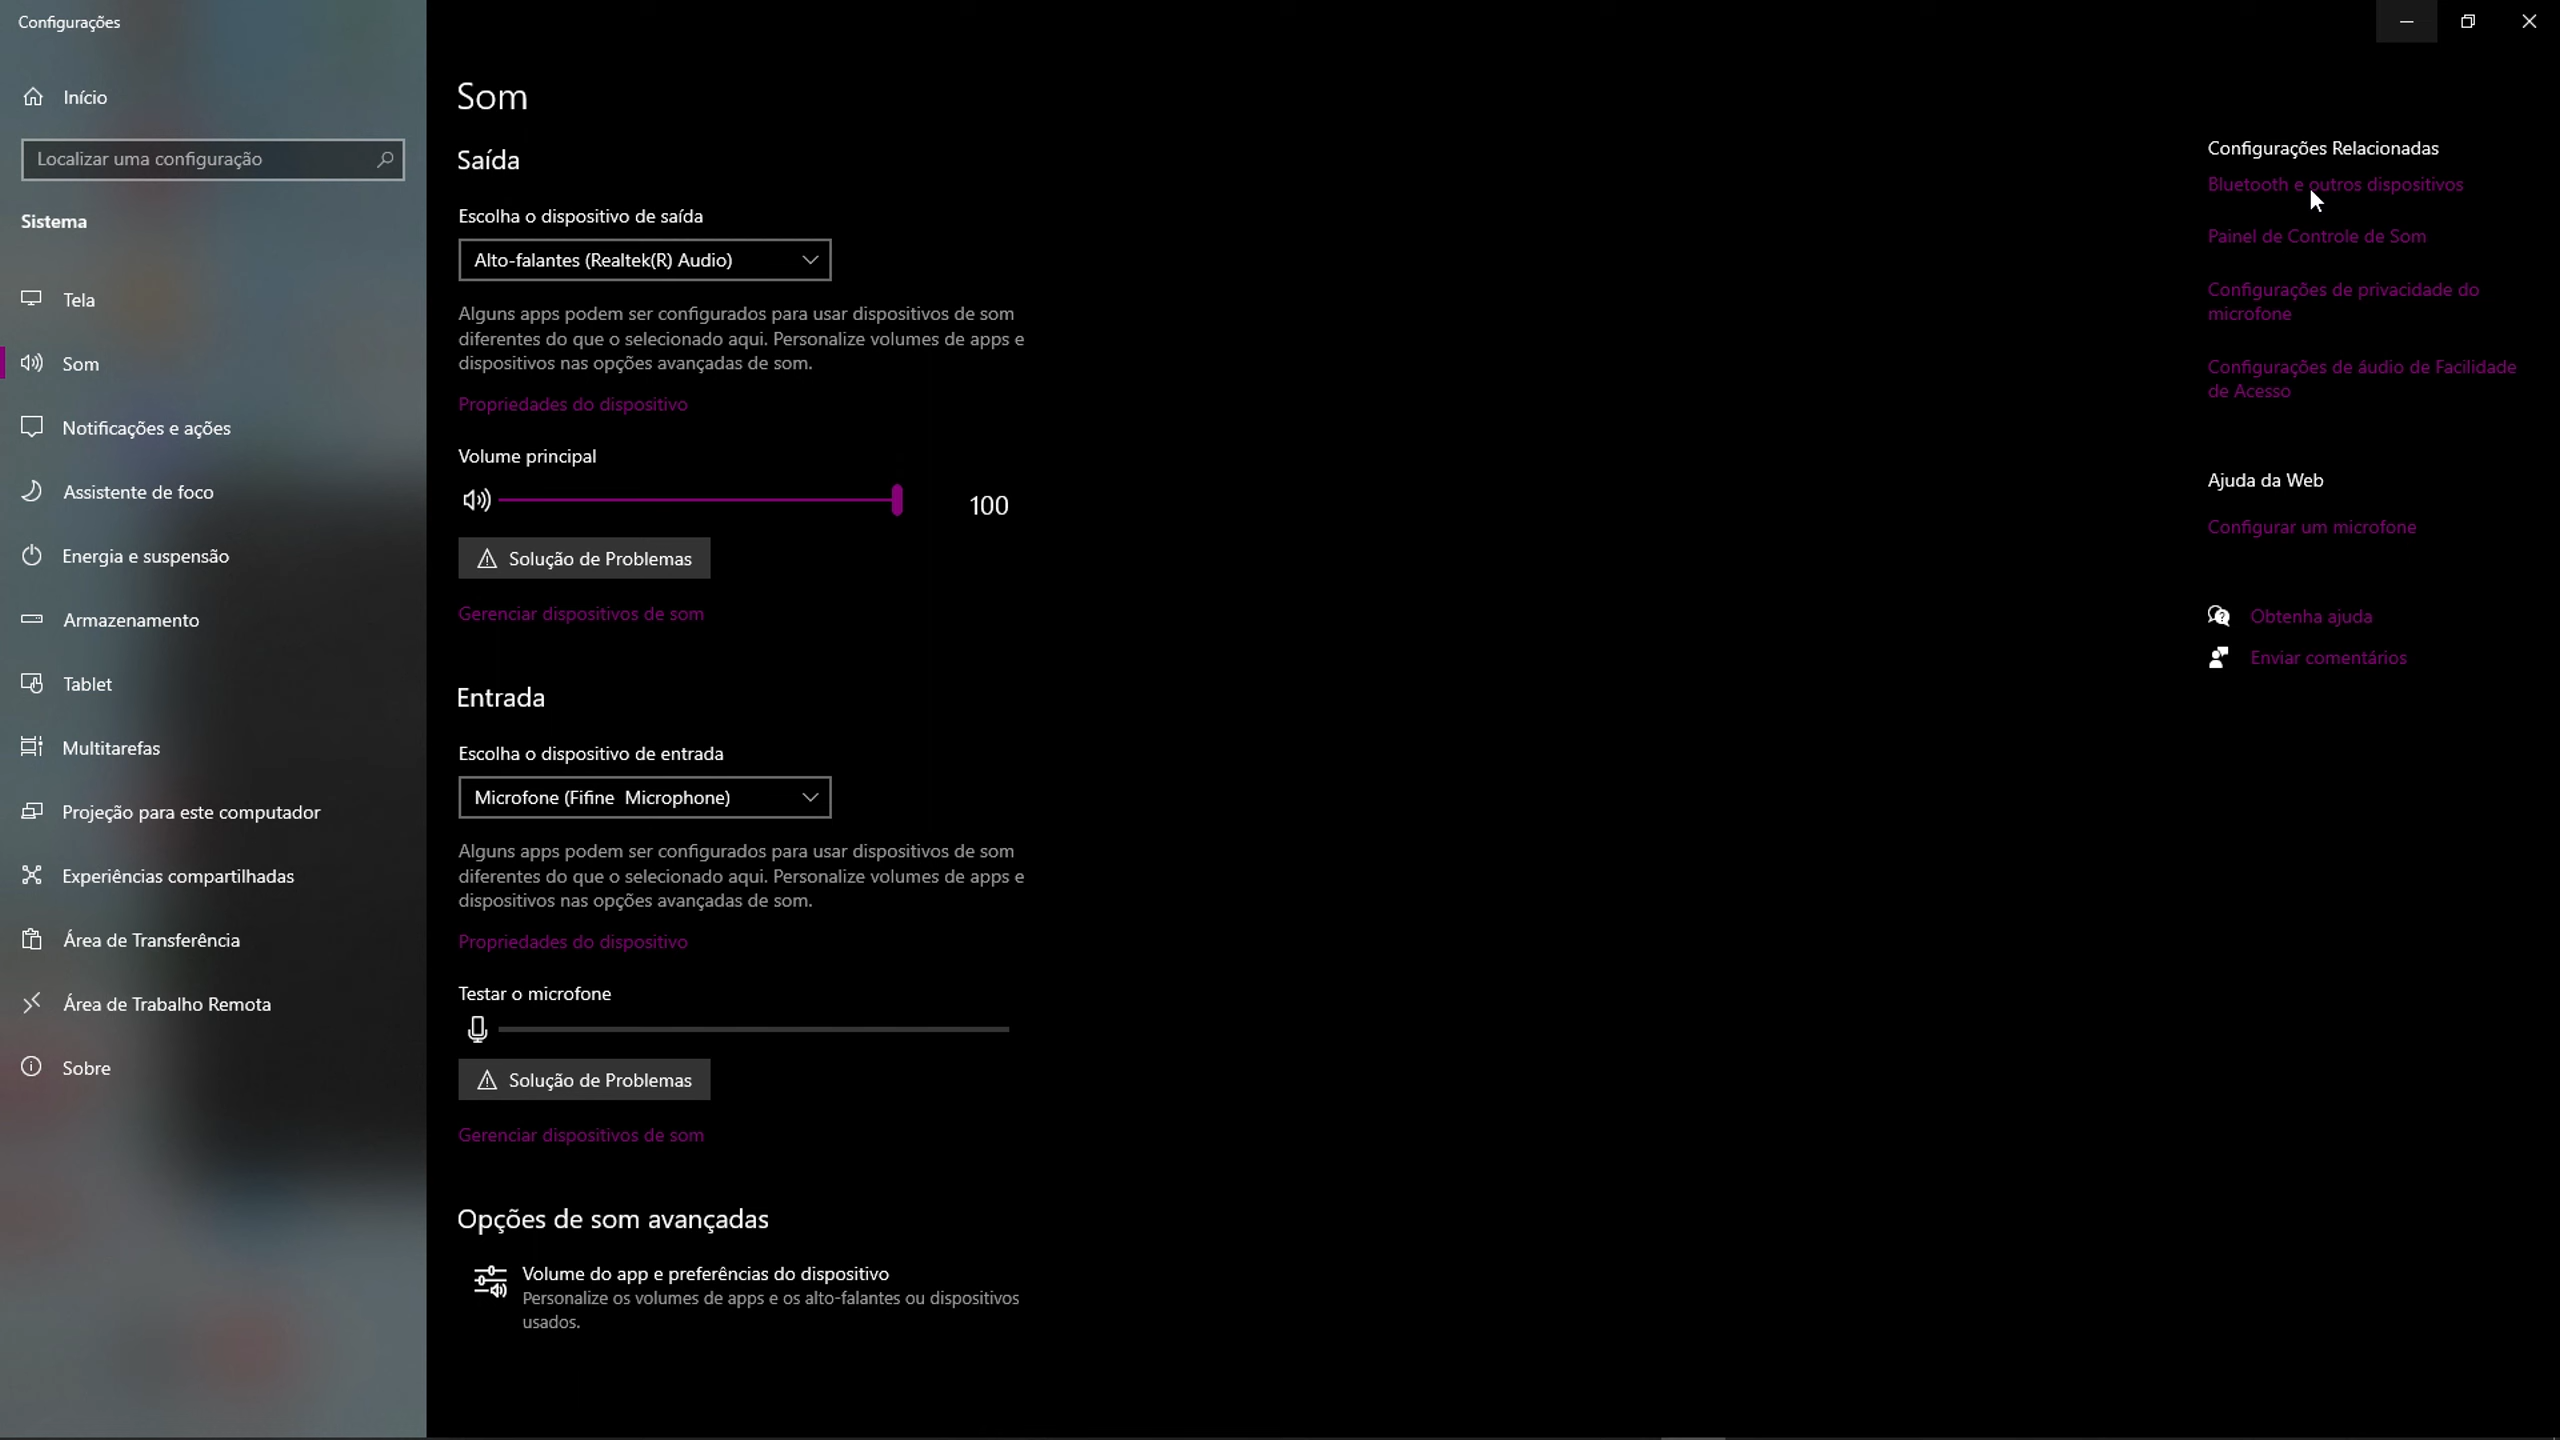 Configurações
Início
Localizar uma configuração
Sistema
Tela
Som
Notificações e ações
Assistente de foco
Energia e suspensão
Armazenamento
Tablet
Multitarefas
Projeção para este computador
Experiências compartilhadas
Área de Transferência
Área de Trabalho Remota
Sobre
Som
Saída
Escolha o dispositivo de saída
Alto-falantes (Realtek(R) Audio)
Alguns apps podem ser configurados para usar dispositivos de som
diferentes do que o selecionado aqui. Personalize volumes de apps e
dispositivos nas opções avançadas de som.
Propriedades do dispositivo
Volume principal
100
Solução de Problemas
Gerenciar dispositivos de som
Entrada
Escolha o dispositivo de entrada
Microfone (Fifine  Microphone)
Alguns apps podem ser configurados para usar dispositivos de som
diferentes do que o selecionado aqui. Personalize volumes de apps e
dispositivos nas opções avançadas de som.
Propriedades do dispositivo
Testar o microfone
Solução de Problemas
Gerenciar dispositivos de som
Opções de som avançadas
Volume do app e preferências do dispositivo
Personalize os volumes de apps e os alto-falantes ou dispositivos
usados.
Configurações Relacionadas
Bluetooth e outros dispositivos
Painel de Controle de Som
Configurações de privacidade do
microfone
Configurações de áudio de Facilidade
de Acesso
Ajuda da Web
Configurar um microfone
Obtenha ajuda
Enviar comentários